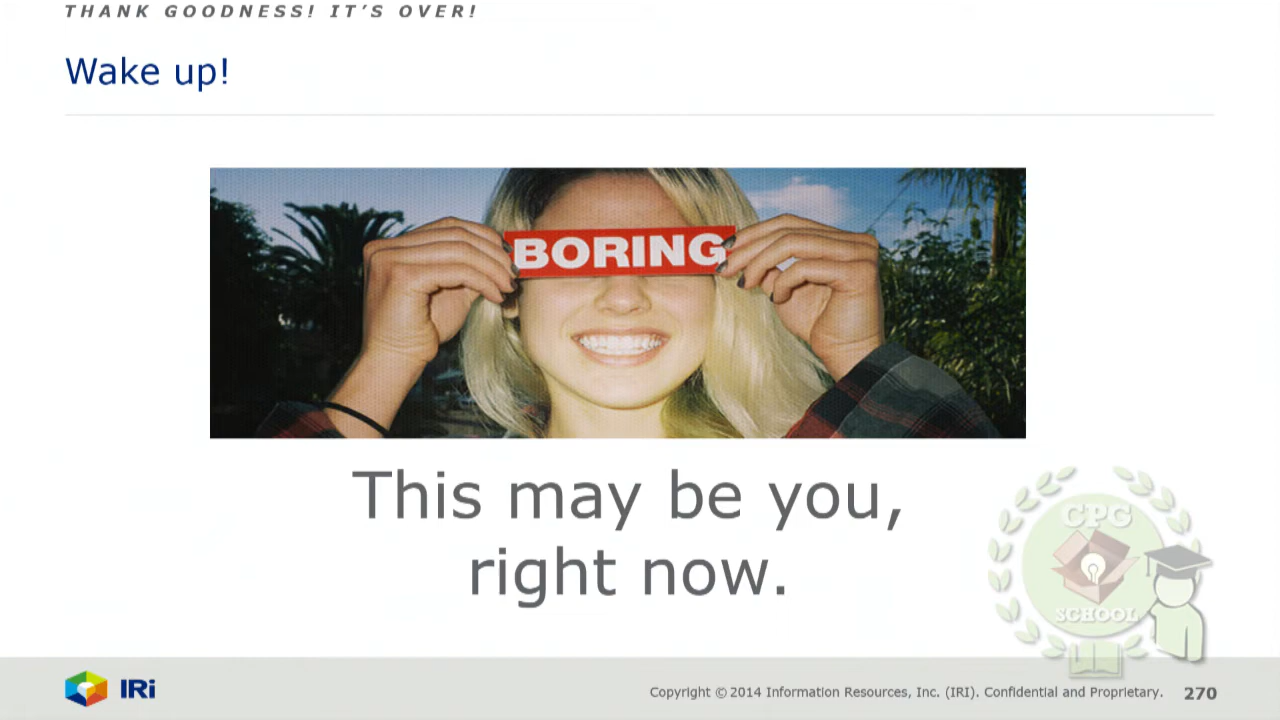 THANK GOODNESS! IT’S OVER!
Wake up!
BORING
This may be you,
right now.
CPG
SCHOOL
IRi
Copyright © 2014 Information Resources, Inc. (IRI). Confidential and Proprietary.
270